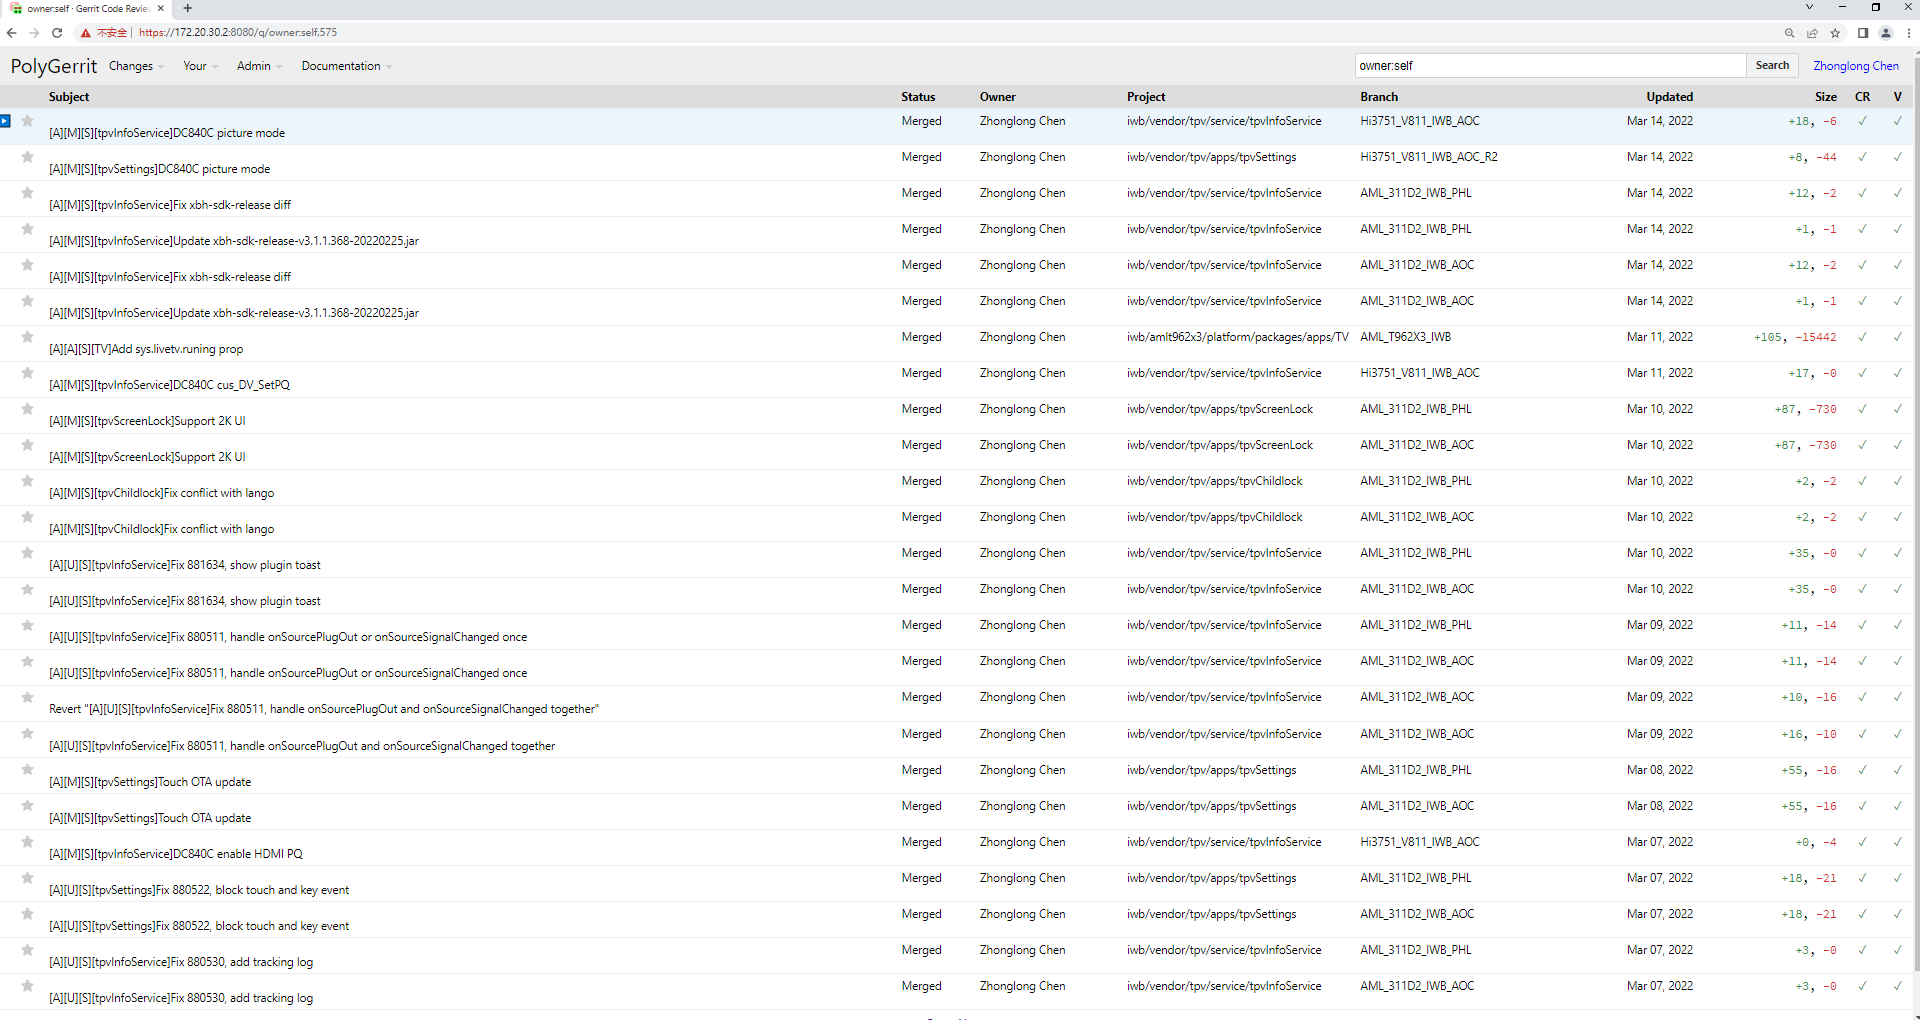 owner:self · Gerrit Code Revie
不安全 | https://172.20.30.2:8080/q/owner:self,575
PolyGerrit Changes Your Admin Documentation owner:self Search Zhonglong Chen
Subject Status Owner Project Branch Updated Size CR V
[A][M][S][tpvInfoService]DC840C picture mode Merged Zhonglong Chen iwb/vendor/tpv/service/tpvInfoService Hi3751_V811_IWB_AOC Mar 14, 2022 +18, -6 ✓ ✓
[A][M][S][tpvSettings]DC840C picture mode Merged Zhonglong Chen iwb/vendor/tpv/apps/tpvSettings Hi3751_V811_IWB_AOC_R2 Mar 14, 2022 +8, -44 ✓ ✓
[A][M][S][tpvInfoService]Fix xbh-sdk-release diff Merged Zhonglong Chen iwb/vendor/tpv/service/tpvInfoService AML_311D2_IWB_PHL Mar 14, 2022 +12, -2 ✓ ✓
[A][M][S][tpvInfoService]Update xbh-sdk-release-v3.1.1.368-20220225.jar Merged Zhonglong Chen iwb/vendor/tpv/service/tpvInfoService AML_311D2_IWB_PHL Mar 14, 2022 +1, -1 ✓ ✓
[A][M][S][tpvInfoService]Fix xbh-sdk-release diff Merged Zhonglong Chen iwb/vendor/tpv/service/tpvInfoService AML_311D2_IWB_AOC Mar 14, 2022 +12, -2 ✓ ✓
[A][M][S][tpvInfoService]Update xbh-sdk-release-v3.1.1.368-20220225.jar Merged Zhonglong Chen iwb/vendor/tpv/service/tpvInfoService AML_311D2_IWB_AOC Mar 14, 2022 +1, -1 ✓ ✓
[A][A][S][TV]Add sys.livetv.runing prop Merged Zhonglong Chen iwb/amlt962x3/platform/packages/apps/TV AML_T962X3_IWB Mar 11, 2022 +105, -15442 ✓ ✓
[A][M][S][tpvInfoService]DC840C cus_DV_SetPQ Merged Zhonglong Chen iwb/vendor/tpv/service/tpvInfoService Hi3751_V811_IWB_AOC Mar 11, 2022 +17, -0 ✓ ✓
[A][M][S][tpvScreenLock]Support 2K UI Merged Zhonglong Chen iwb/vendor/tpv/apps/tpvScreenLock AML_311D2_IWB_PHL Mar 10, 2022 +87, -730 ✓ ✓
[A][M][S][tpvScreenLock]Support 2K UI Merged Zhonglong Chen iwb/vendor/tpv/apps/tpvScreenLock AML_311D2_IWB_AOC Mar 10, 2022 +87, -730 ✓ ✓
[A][M][S][tpvChildlock]Fix conflict with lango Merged Zhonglong Chen iwb/vendor/tpv/apps/tpvChildlock AML_311D2_IWB_PHL Mar 10, 2022 +2, -2 ✓ ✓
[A][M][S][tpvChildlock]Fix conflict with lango Merged Zhonglong Chen iwb/vendor/tpv/apps/tpvChildlock AML_311D2_IWB_AOC Mar 10, 2022 +2, -2 ✓ ✓
[A][U][S][tpvInfoService]Fix 881634, show plugin toast Merged Zhonglong Chen iwb/vendor/tpv/service/tpvInfoService AML_311D2_IWB_PHL Mar 10, 2022 +35, -0 ✓ ✓
[A][U][S][tpvInfoService]Fix 881634, show plugin toast Merged Zhonglong Chen iwb/vendor/tpv/service/tpvInfoService AML_311D2_IWB_AOC Mar 10, 2022 +35, -0 ✓ ✓
[A][U][S][tpvInfoService]Fix 880511, handle onSourcePlugOut or onSourceSignalChanged once Merged Zhonglong Chen iwb/vendor/tpv/service/tpvInfoService AML_311D2_IWB_PHL Mar 09, 2022 +11, -14 ✓ ✓
[A][U][S][tpvInfoService]Fix 880511, handle onSourcePlugOut or onSourceSignalChanged once Merged Zhonglong Chen iwb/vendor/tpv/service/tpvInfoService AML_311D2_IWB_AOC Mar 09, 2022 +11, -14 ✓ ✓
Revert "[A][U][S][tpvInfoService]Fix 880511, handle onSourcePlugOut and onSourceSignalChanged together" Merged Zhonglong Chen iwb/vendor/tpv/service/tpvInfoService AML_311D2_IWB_AOC Mar 09, 2022 +10, -16 ✓ ✓
[A][U][S][tpvInfoService]Fix 880511, handle onSourcePlugOut and onSourceSignalChanged together Merged Zhonglong Chen iwb/vendor/tpv/service/tpvInfoService AML_311D2_IWB_AOC Mar 09, 2022 +16, -10 ✓ ✓
[A][M][S][tpvSettings]Touch OTA update Merged Zhonglong Chen iwb/vendor/tpv/apps/tpvSettings AML_311D2_IWB_PHL Mar 08, 2022 +55, -16 ✓ ✓
[A][M][S][tpvSettings]Touch OTA update Merged Zhonglong Chen iwb/vendor/tpv/apps/tpvSettings AML_311D2_IWB_AOC Mar 08, 2022 +55, -16 ✓ ✓
[A][M][S][tpvInfoService]DC840C enable HDMI PQ Merged Zhonglong Chen iwb/vendor/tpv/service/tpvInfoService Hi3751_V811_IWB_AOC Mar 07, 2022 +0, -4 ✓ ✓
[A][U][S][tpvSettings]Fix 880522, block touch and key event Merged Zhonglong Chen iwb/vendor/tpv/apps/tpvSettings AML_311D2_IWB_PHL Mar 07, 2022 +18, -21 ✓ ✓
[A][U][S][tpvSettings]Fix 880522, block touch and key event Merged Zhonglong Chen iwb/vendor/tpv/apps/tpvSettings AML_311D2_IWB_AOC Mar 07, 2022 +18, -21 ✓ ✓
[A][U][S][tpvInfoService]Fix 880530, add tracking log Merged Zhonglong Chen iwb/vendor/tpv/service/tpvInfoService AML_311D2_IWB_PHL Mar 07, 2022 +3, -0 ✓ ✓
[A][U][S][tpvInfoService]Fix 880530, add tracking log Merged Zhonglong Chen iwb/vendor/tpv/service/tpvInfoService AML_311D2_IWB_AOC Mar 07, 2022 +3, -0 ✓ ✓